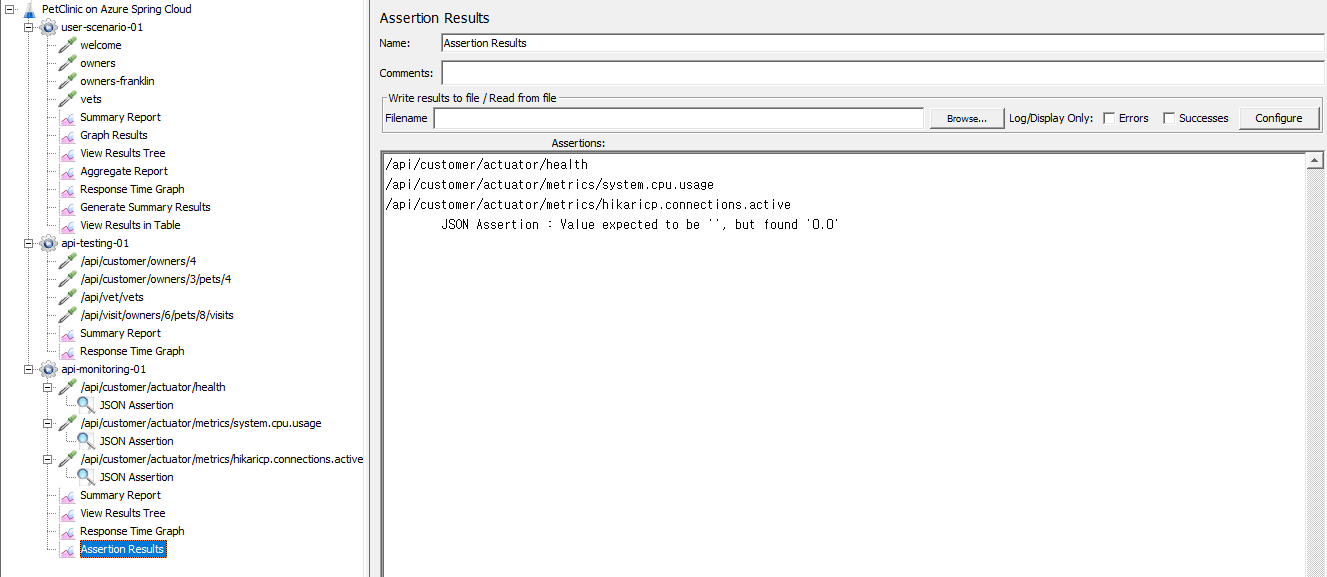 PetClinic on Azure Spring Cloud
user-scenario-01
welcome
owners
owners-franklin
vets
Summary Report
Graph Results
View Results Tree
Aggregate Report
Response Time Graph
Generate Summary Results
View Results in Table
api-testing-01
/api/customer/owners/4
/api/customer/owners/3/pets/4
/api/vet/vets
/api/visit/owners/6/pets/8/visits
Summary Report
Response Time Graph
api-monitoring-01
/api/customer/actuator/health
JSON Assertion
/api/customer/actuator/metrics/system.cpu.usage
JSON Assertion
/api/customer/actuator/metrics/hikaricp.connections.active
JSON Assertion
Summary Report
View Results Tree
Response Time Graph
Assertion Results
Assertion Results
Name: Assertion Results
Comments:
Write results to file / Read from file
Filename Browse... Log/Display Only: Errors Successes Configure
Assertions:
/api/customer/actuator/health
/api/customer/actuator/metrics/system.cpu.usage
/api/customer/actuator/metrics/hikaricp.connections.active
JSON Assertion : Value expected to be '', but found '0.0'